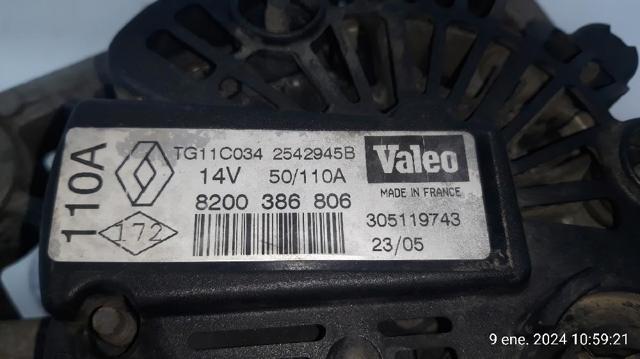 110A
TG11C034 2542945B
Valeo
14V 50/110A
MADE IN FRANCE
8200 386 806
172
305119743
23/05
9 ene. 2024 10:59:21